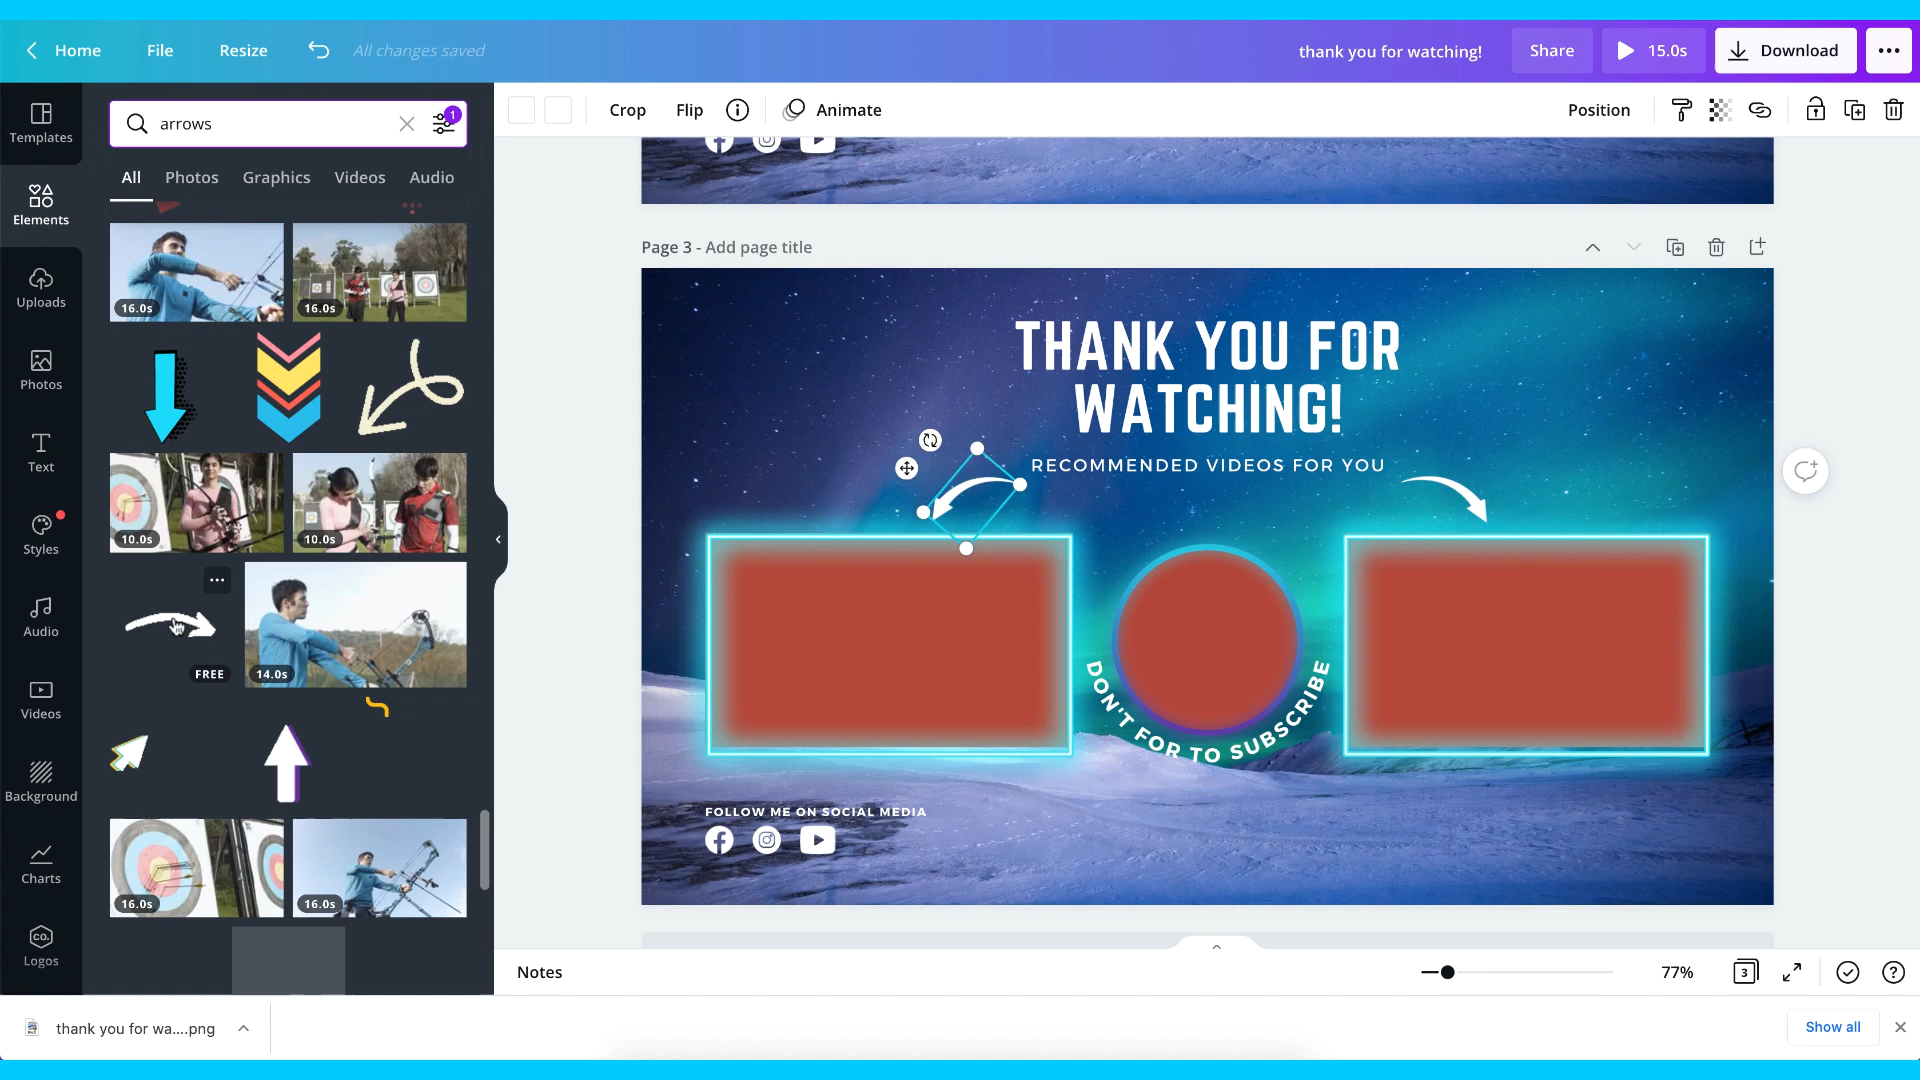 Home
File
Resize
All changes saved
thank you for watching!
Share
15.0s
Download
Templates
Elements
Uploads
Photos
Text
Styles
Audio
Videos
Background
Charts
CO.
Logos
arrows
1
All
Photos
Graphics
Videos
Audio
16.0s
16.0s
10.0s
10.0s
FREE
14.0s
16.0s
16.0s
Crop
Flip
Animate
Position
Page 3 - Add page title
THANK YOU FOR
WATCHING!
RECOMMENDED VIDEOS FOR YOU
DON'T FOR TO SUBSCRIBE
FOLLOW ME ON SOCIAL MEDIA
Notes
77%
3
thank you for wa....png
Show all